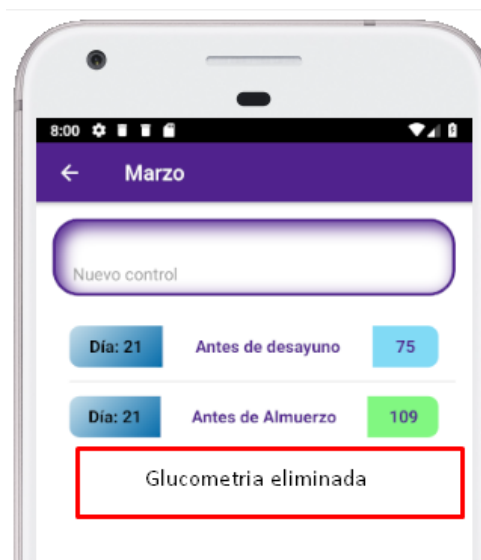 8:00
Marzo
Nuevo control
Día: 21 Antes de desayuno 75
Día: 21 Antes de Almuerzo 109
Glucometria eliminada